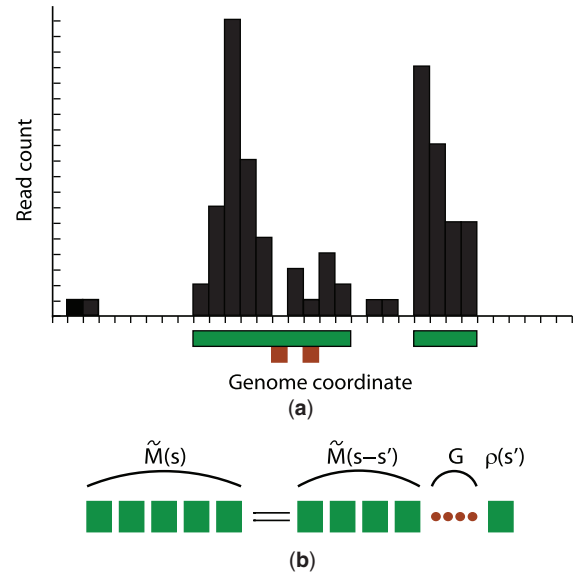 Read count
Genome coordinate
(a)
M̃(s) M̃(s−s′) G ρ(s′)
=
(b)